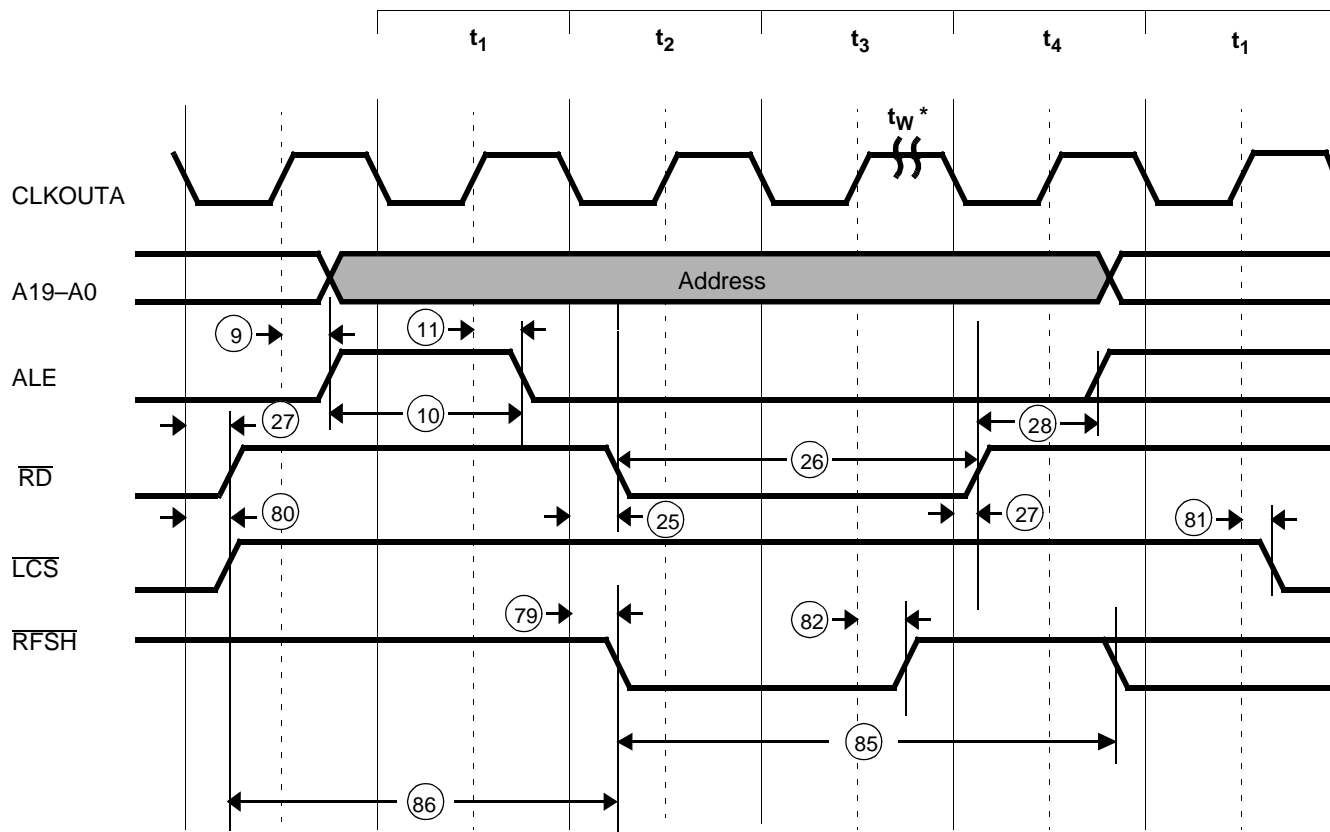 t1 t2 t3 t4 t1
tW *
CLKOUTA
A19–A0 Address
9 11
ALE
27 10 28
RD 26
80 25 27 81
LCS
79 82
RFSH
85
86